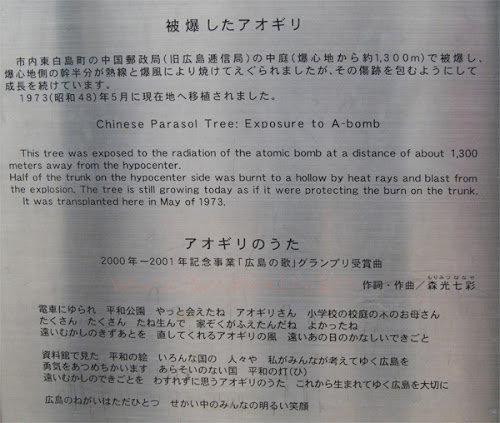 被爆したアオギリ
市内東白島町の中国郵政局(旧広島逓信局)の中庭(爆心地から約1,300m)で被爆し、
爆心地側の幹半分が熱線と爆風により焼けてえぐられましたが、その傷跡を包むようにして
成長を続けています。
1973(昭和48)年5月に現在地へ移植されました。
Chinese Parasol Tree: Exposure to A-bomb
This tree was exposed to the radiation of the atomic bomb at a distance of about 1,300
meters away from the hypocenter.
Half of the trunk on the hypocenter side was burnt to a hollow by heat rays and blast from
the explosion. The tree is still growing today as if it were protecting the burn on the trunk.
It was transplanted here in May of 1973.
アオギリのうた
2000年ー2001年記念事業「広島の歌」グランプリ受賞曲
作詞・作曲/森光七彩
もりみつななせ
電車にゆられ 平和公園 やっと会えたね アオギリさん 小学校の校庭の木のお母さん
たくさん たくさん たね生んで 家ぞくがふえたんだね よかったね
遠いむかしのきずあとを 直してくれるアオギリの風 遠いあの日のかなしいできごと
資料館で見た 平和の絵 いろんな国の 人々や 私がみんなが考えてゆく広島を
勇気をあつめちかいます あらそいのない国 平和の灯(ひ)
遠いむかしのできごとを わすれずに思うアオギリのうた これから生まれてゆく広島を大切に
広島のねがいはただひとつ せかい中のみんなの明るい笑顔